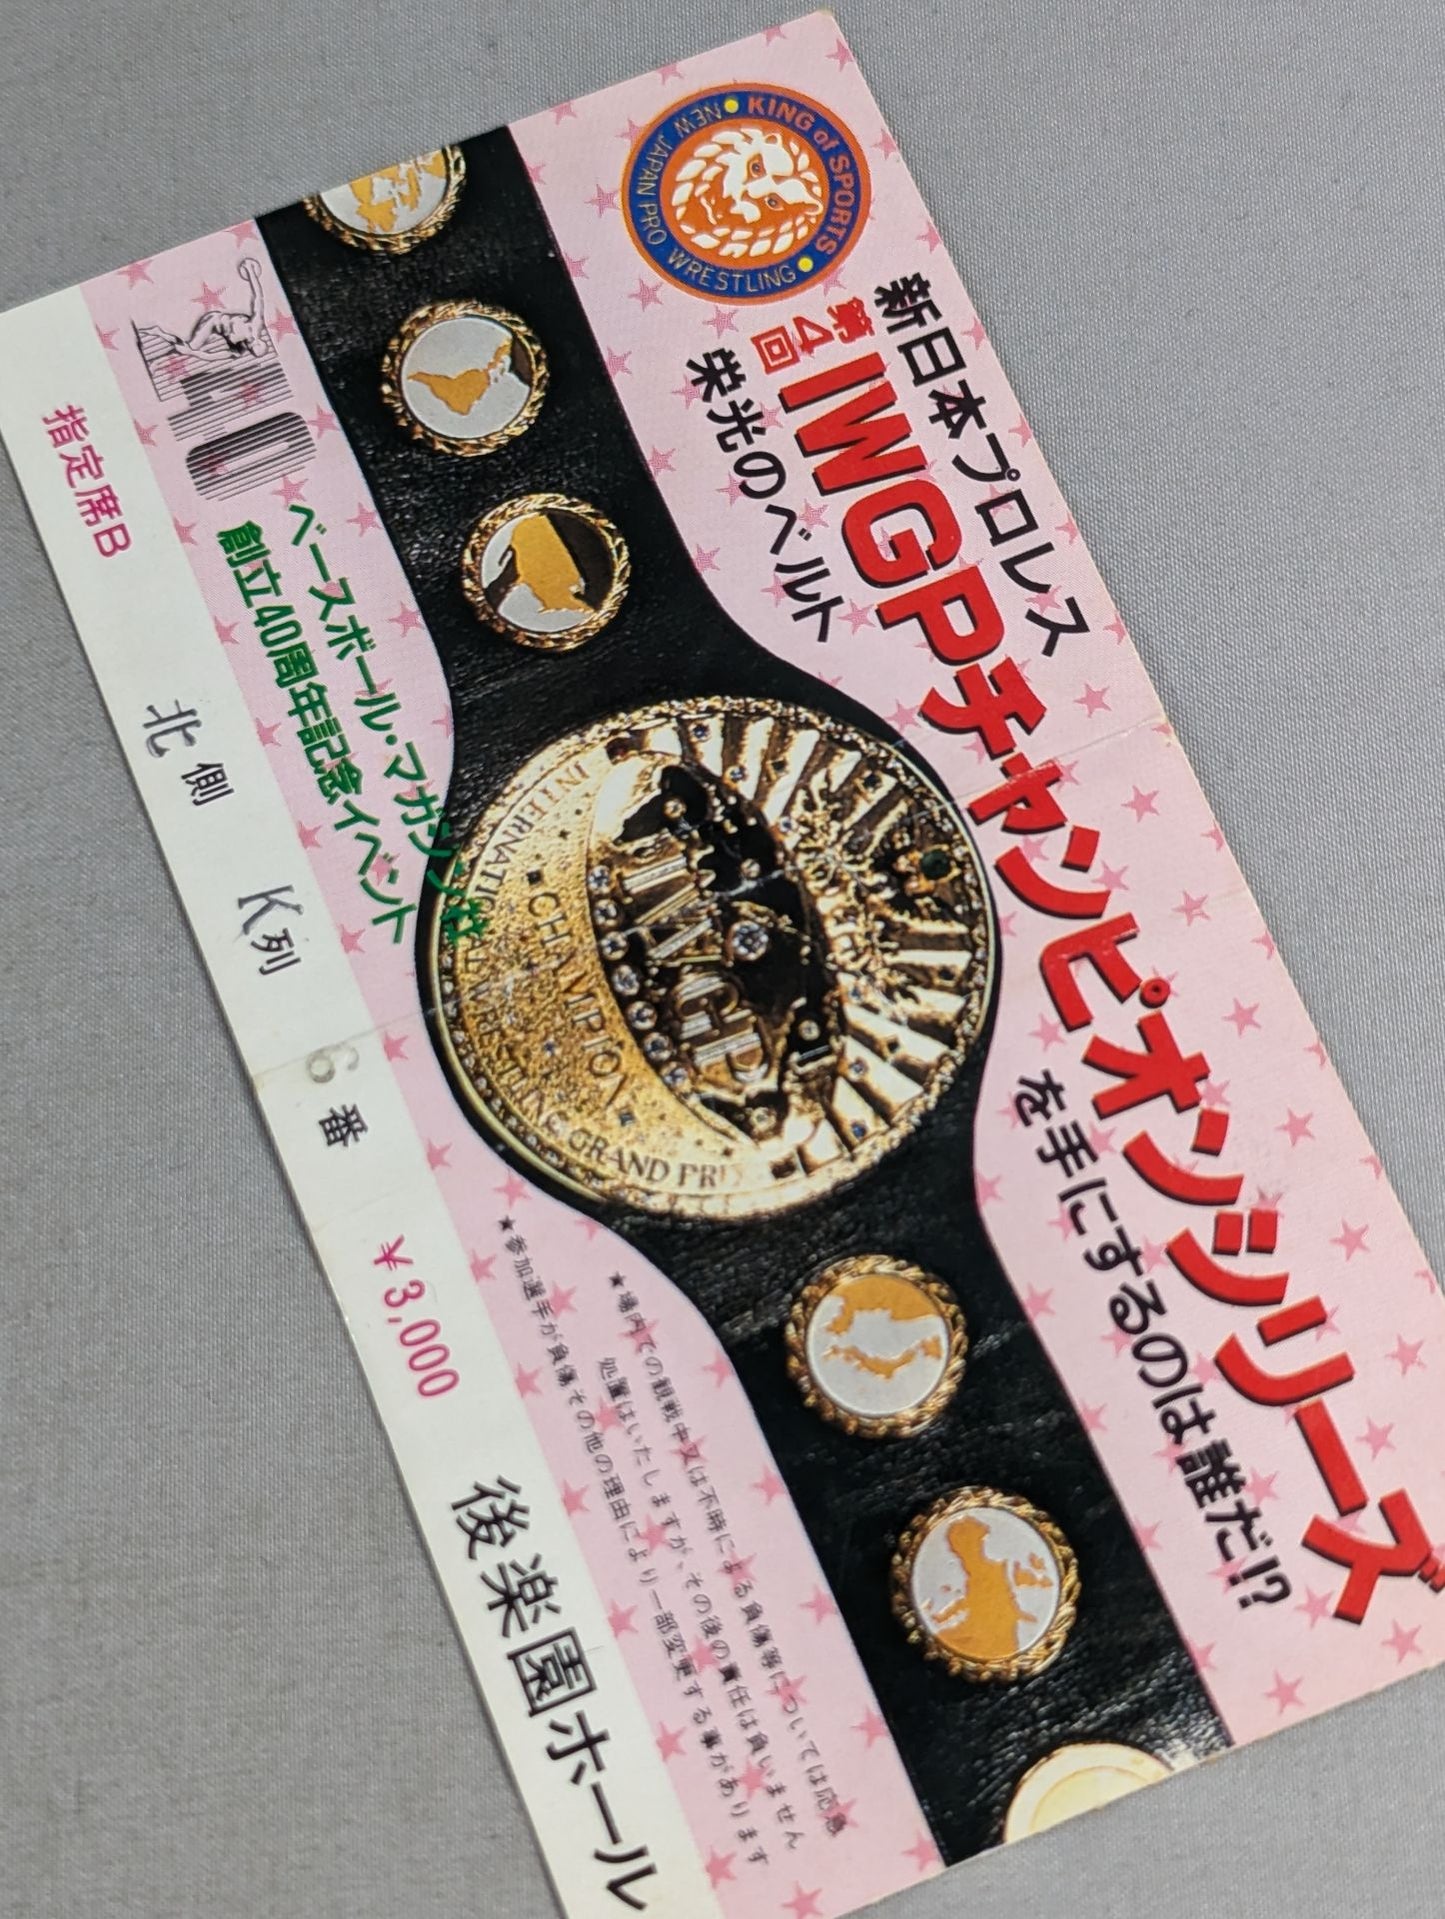 KING of SPORTS
NEW JAPAN PRO WRESTLING
新日本プロレス
第4回
IWGPチャンピオンシリーズ
栄光のベルト
を手にするのは誰だ!?
INTERNATIONAL WRESTLING GRAND PRIX
CHAMPION
IWGP
40
ベースボール・マガジン社
創立40周年記念イベント
★場内での観戦中又は不時による負傷等については応急
処置はいたしますが、その後の責任は負いません
★参加選手が負傷その他の理由により一部変更する事があります
指定席B
北側
K列
6番
¥3,000
後楽園ホール